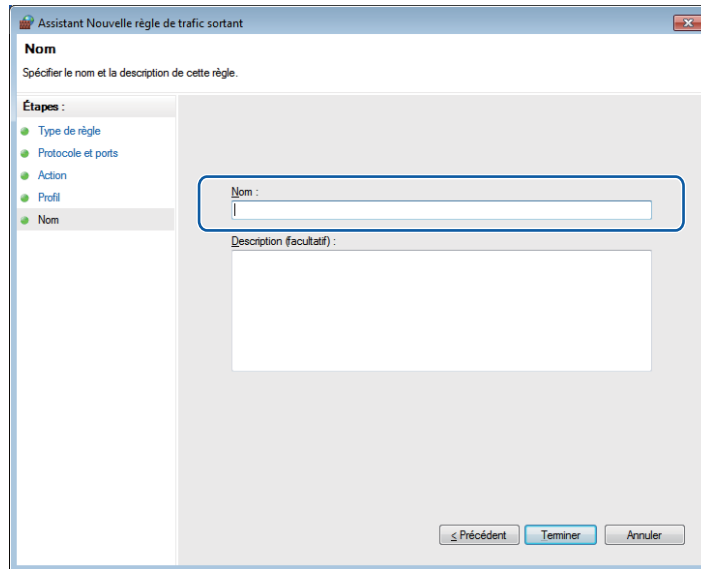 Assistant Nouvelle règle de trafic sortant
Nom
Spécifier le nom et la description de cette règle.
Étapes :
Type de règle
Protocole et ports
Action
Profil
Nom
Nom :
Description (facultatif) :
< Précédent
Terminer
Annuler